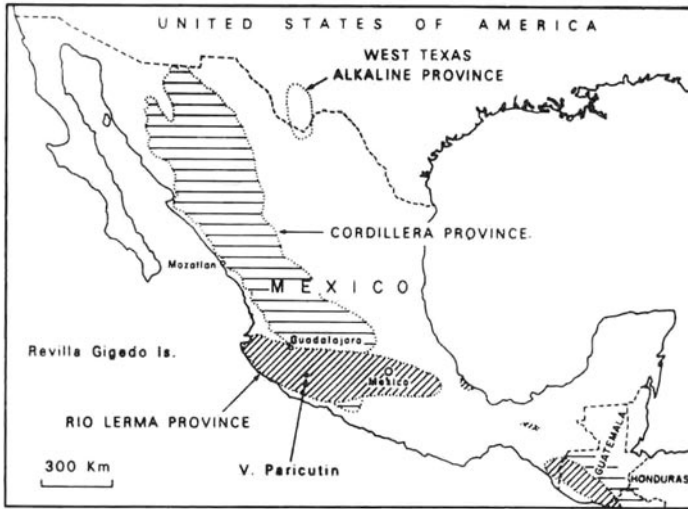 UNITED STATES OF AMERICA
WEST TEXAS
ALKALINE PROVINCE
CORDILLERA PROVINCE.
Mazatlan
MEXICO
Guadalajara
Revilla Gigedo Is.
Mexico
RIO LERMA PROVINCE
GUATEMALA
300 Km
V. Paricutin
HONDURAS